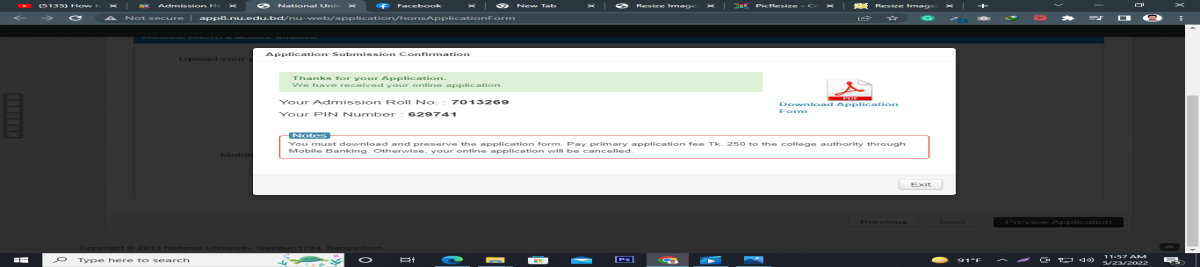 (5135) How t
Admission H
National Uni
Facebook
New Tab
Resize Image
PicResize - Cr
Resize Image
Not secure | app8.nu.edu.bd/nu-web/application/honsApplicationForm
Upload your p
Application Submission Confirmation
Thanks for your Application.
We have received your online application.
Your Admission Roll No. : 7013269
Your PIN Number : 629741
PDF
Download Application
Form
Notes
You must download and preserve the application form. Pay primary application fee Tk. 250 to the college authority through
Mobile Banking. Otherwise, your online application will be cancelled.
Mobile
Exit
Previous
Next
Preview Application
Copyright © 2013 National University, Gazipur-1704, Bangladesh
Type here to search
Ps
91°F
11:57 AM
5/23/2022